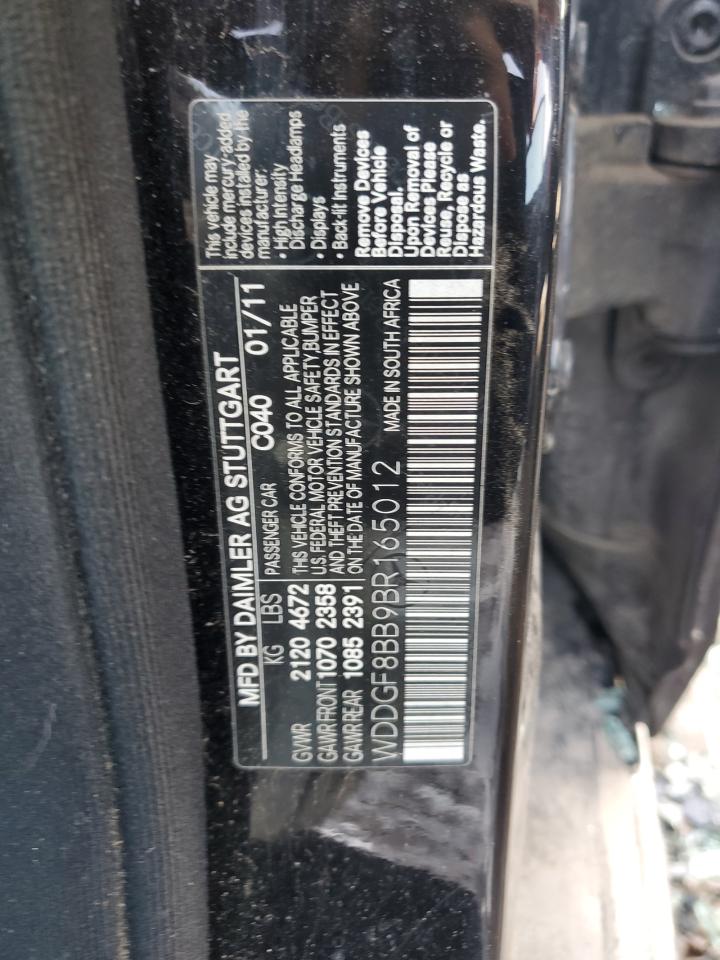 MFD BY DAIMLER AG STUTTGART
KG LBS PASSENGER CAR C040 01/11
GVWR 2120 4672 THIS VEHICLE CONFORMS TO ALL APPLICABLE
GAWR FRONT 1070 2358 U.S. FEDERAL MOTOR VEHICLE SAFETY, BUMPER
GAWR REAR 1085 2391 AND THEFT PREVENTION STANDARDS IN EFFECT
ON THE DATE OF MANUFACTURE SHOWN ABOVE
WDDGF8BB9BR165012 MADE IN SOUTH AFRICA
This vehicle may
include mercury-added
devices installed by the
manufacturer:
• High Intensity
Discharge Headlamps
• Displays
• Back-lit Instruments
Remove Devices
Before Vehicle
Disposal.
Upon Removal of
Devices Please
Reuse, Recycle or
Dispose as
Hazardous Waste.